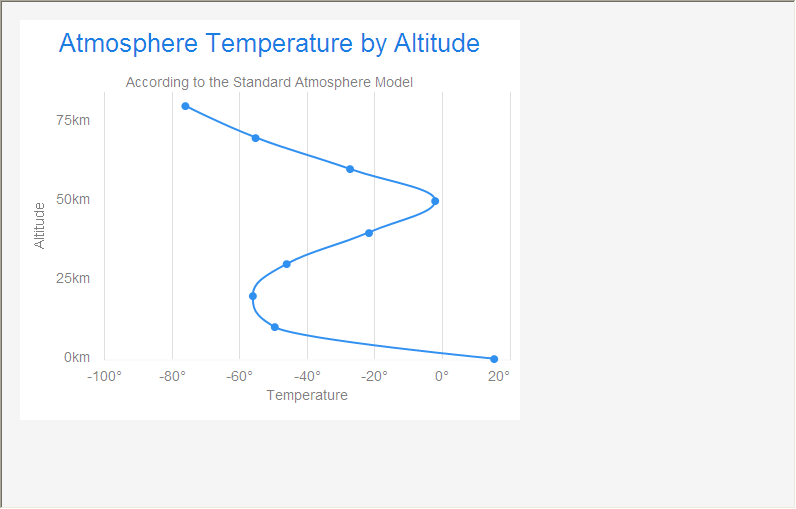 Atmosphere Temperature by Altitude
According to the Standard Atmosphere Model
75km
50km
Altitude
25km
0km
-100° -80° -60° -40° -20° 0° 20°
Temperature